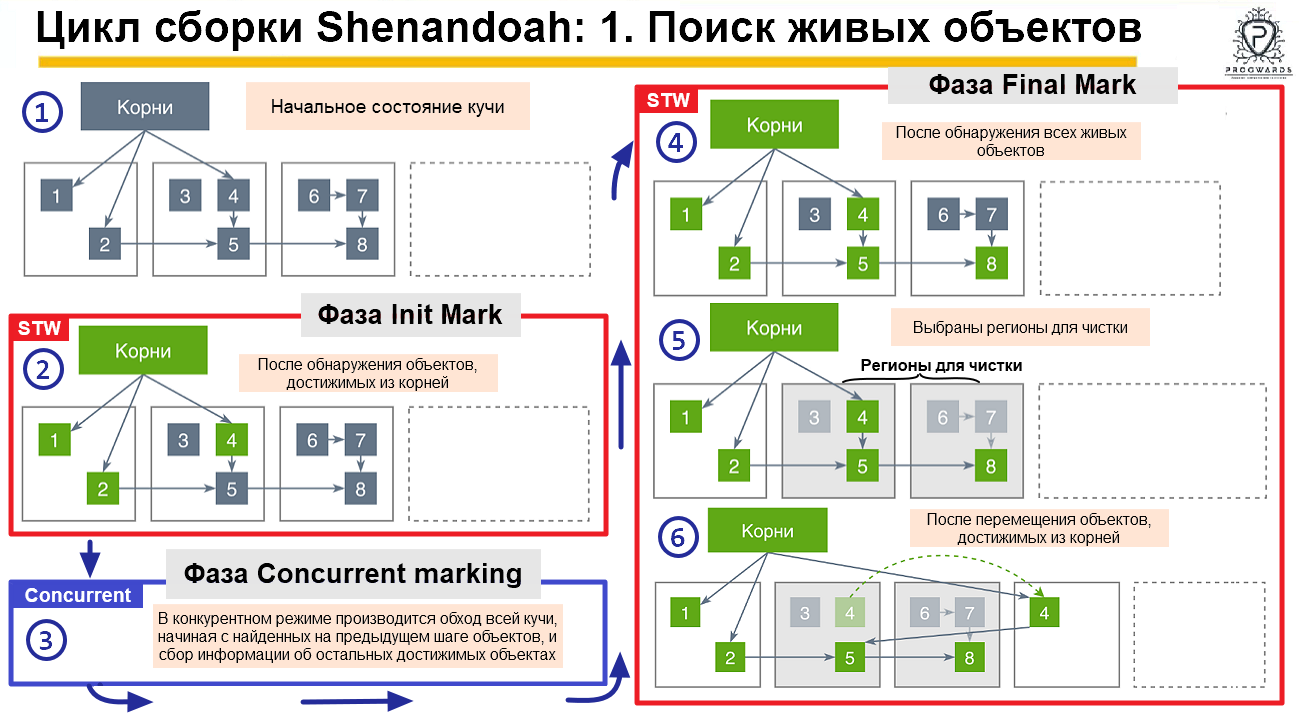 Цикл сборки Shenandoah: 1. Поиск живых объектов
PROGWARDS
1
Корни
Начальное состояние кучи
1
3
4
6
7
2
5
8
STW
Фаза Init Mark
2
Корни
После обнаружения объектов,
достижимых из корней
1
3
4
6
7
2
5
8
Concurrent
Фаза Concurrent marking
3
В конкурентном режиме производится обход всей кучи,
начиная с найденных на предыдущем шаге объектов, и
сбор информации об остальных достижимых объектах
STW
Фаза Final Mark
4
Корни
После обнаружения всех живых
объектов
1
3
4
6
7
2
5
8
5
Корни
Выбраны регионы для чистки
Регионы для чистки
1
3
4
6
7
2
5
8
6
Корни
После перемещения объектов,
достижимых из корней
1
3
4
6
7
4
2
5
8